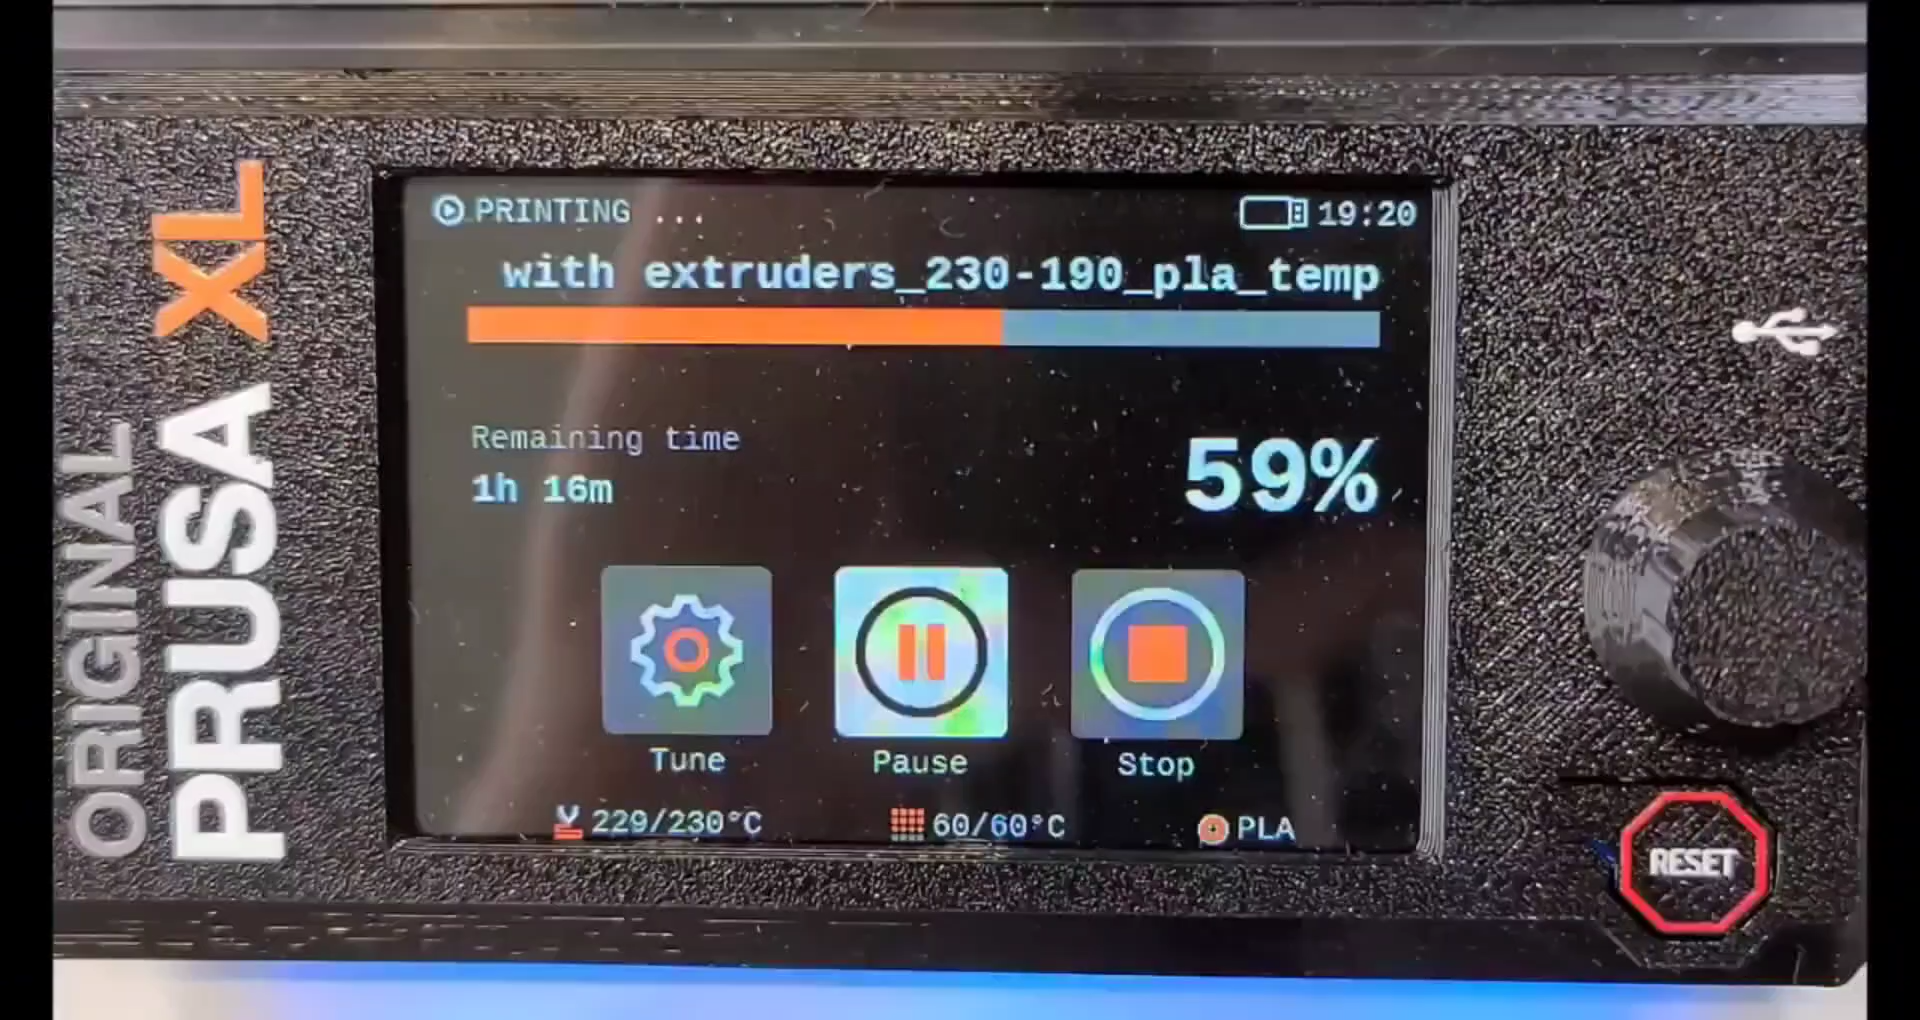 ORIGINAL
PRUSA XL
PRINTING ...
19:20
with extruders_230-190_pla_temp
Remaining time
1h 16m
59%
Tune
Pause
Stop
229/230°C
60/60°C
PLA
RESET